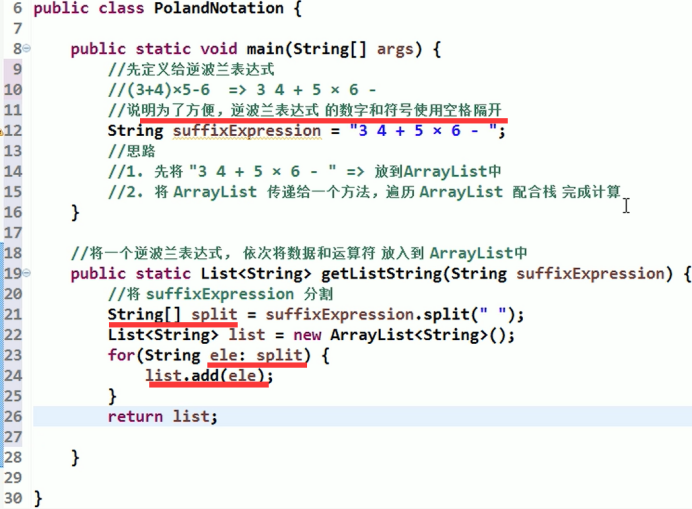 6 public class PolandNotation {
7
8 public static void main(String[] args) {
9 //先定义给逆波兰表达式
10 //(3+4)×5-6 => 3 4 + 5 × 6 -
11 //说明为了方便，逆波兰表达式 的数字和符号使用空格隔开
12 String suffixExpression = "3 4 + 5 × 6 - ";
13 //思路
14 //1. 先将 "3 4 + 5 × 6 - " => 放到ArrayList中
15 //2. 将 ArrayList 传递给一个方法，遍历 ArrayList 配合栈 完成计算
16 }
17
18 //将一个逆波兰表达式， 依次将数据和运算符 放入到 ArrayList中
19 public static List<String> getListString(String suffixExpression) {
20 //将 suffixExpression 分割
21 String[] split = suffixExpression.split(" ");
22 List<String> list = new ArrayList<String>();
23 for(String ele: split) {
24 list.add(ele);
25 }
26 return list;
27
28 }
29
30 }